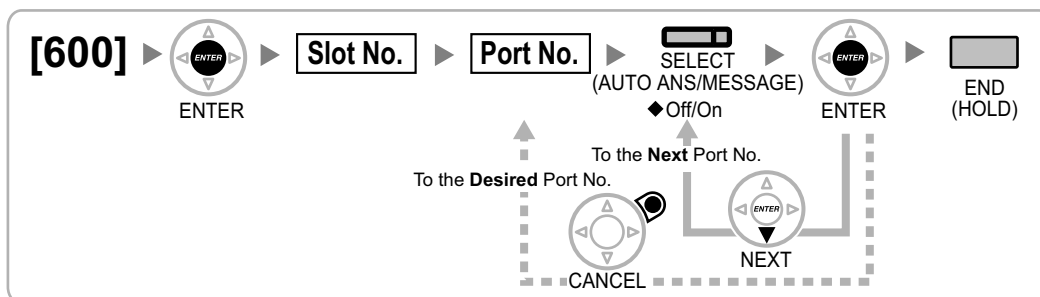 [600] ENTER Slot No. Port No. ENTER
ENTER
SELECT
(AUTO ANS/MESSAGE)
◆Off/On
ENTER
END
(HOLD)
To the Next Port No.
To the Desired Port No.
ENTER
NEXT
CANCEL